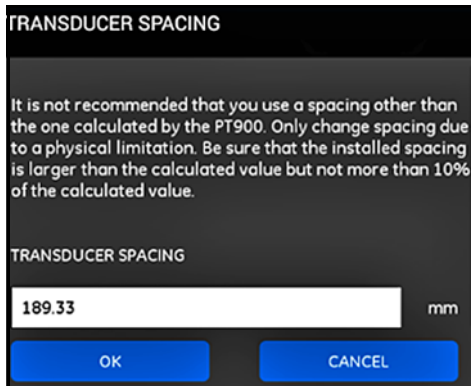 TRANSDUCER SPACING
It is not recommended that you use a spacing other than
the one calculated by the PT900. Only change spacing due
to a physical limitation. Be sure that the installed spacing
is larger than the calculated value but not more than 10%
of the calculated value.
TRANSDUCER SPACING
189.33 mm
OK CANCEL